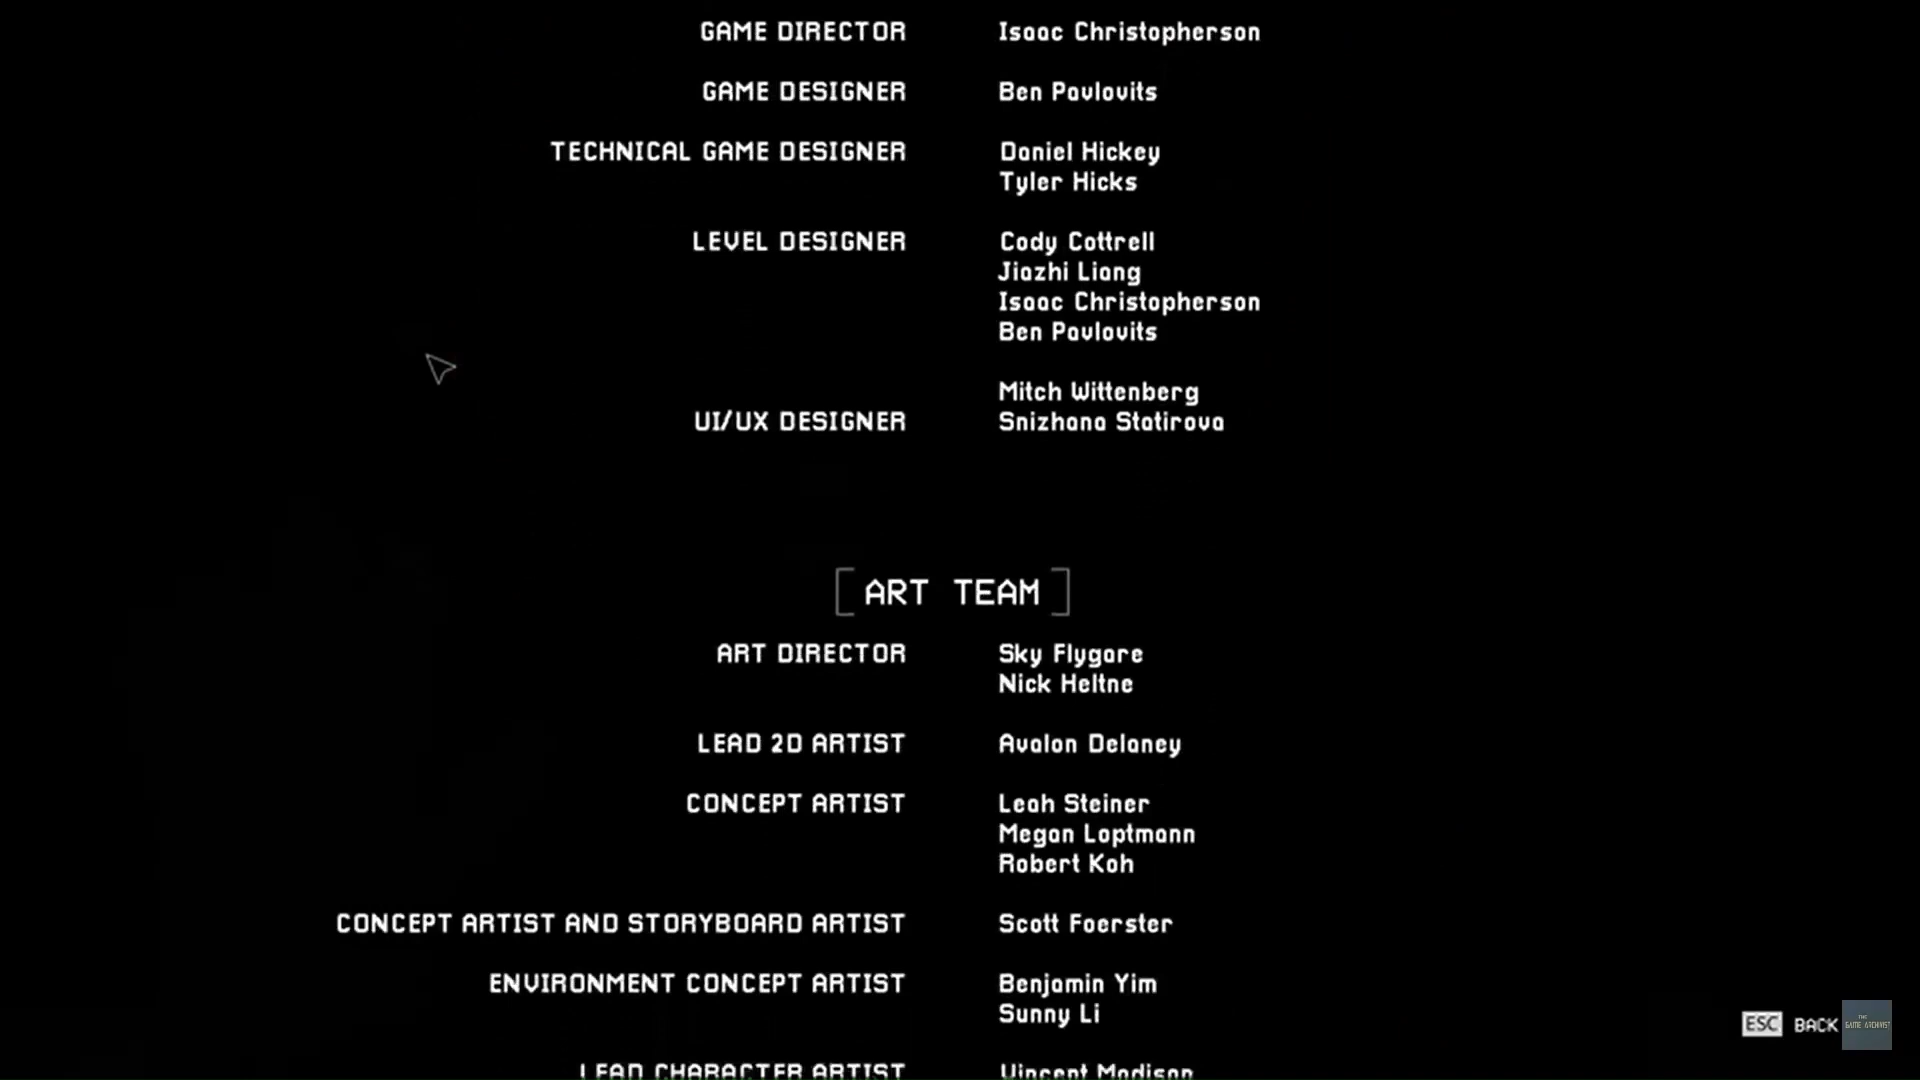 GAME DIRECTOR Isaac Christopherson
GAME DESIGNER Ben Pavlovits
TECHNICAL GAME DESIGNER Daniel Hickey
Tyler Hicks
LEVEL DESIGNER Cody Cottrell
Jiazhi Liang
Isaac Christopherson
Ben Pavlovits
Mitch Wittenberg
UI/UX DESIGNER Snizhana Statirova
[ART TEAM]
ART DIRECTOR Sky Flygare
Nick Heltne
LEAD 2D ARTIST Avalon Delaney
CONCEPT ARTIST Leah Steiner
Megan Laptmann
Robert Koh
CONCEPT ARTIST AND STORYBOARD ARTIST Scott Foerster
ENVIRONMENT CONCEPT ARTIST Benjamin Yim
Sunny Li
ESC BACK
THE
GAME ARCHIVIST
LEAD CHARACTER ARTIST Vincent Madison